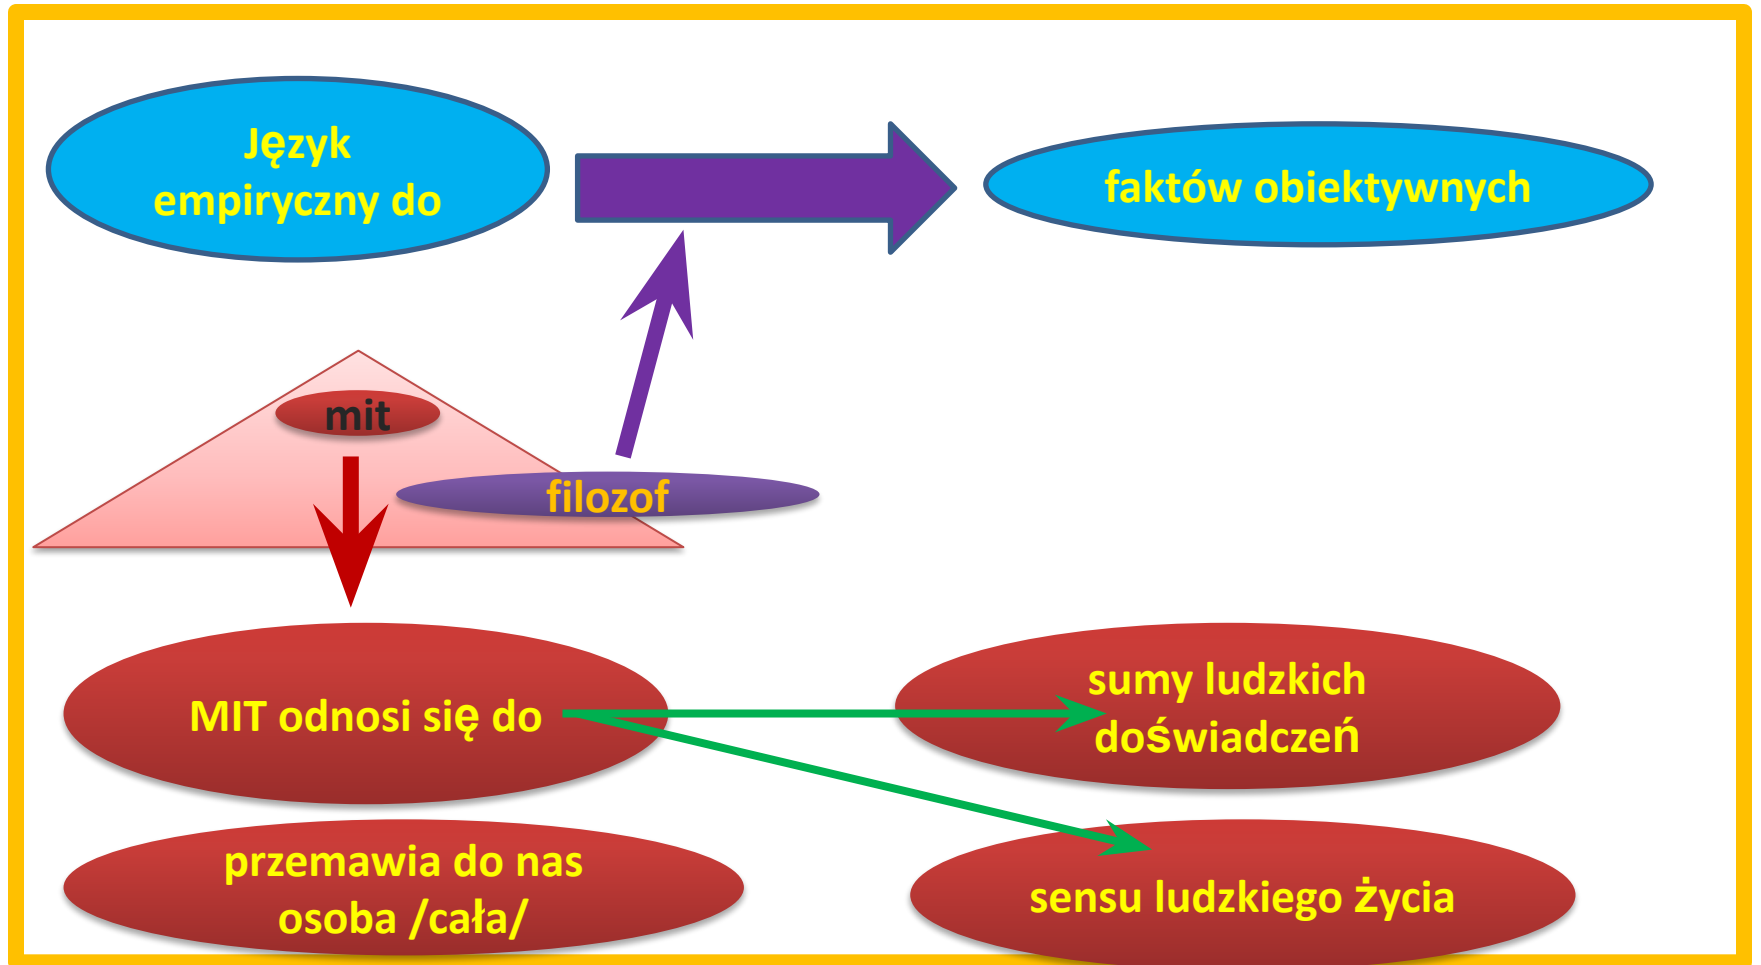 Język
empiryczny do
faktów obiektywnych
mit
filozof
MIT odnosi się do
sumy ludzkich
doświadczeń
przemawia do nas
osoba /cała/
sensu ludzkiego życia